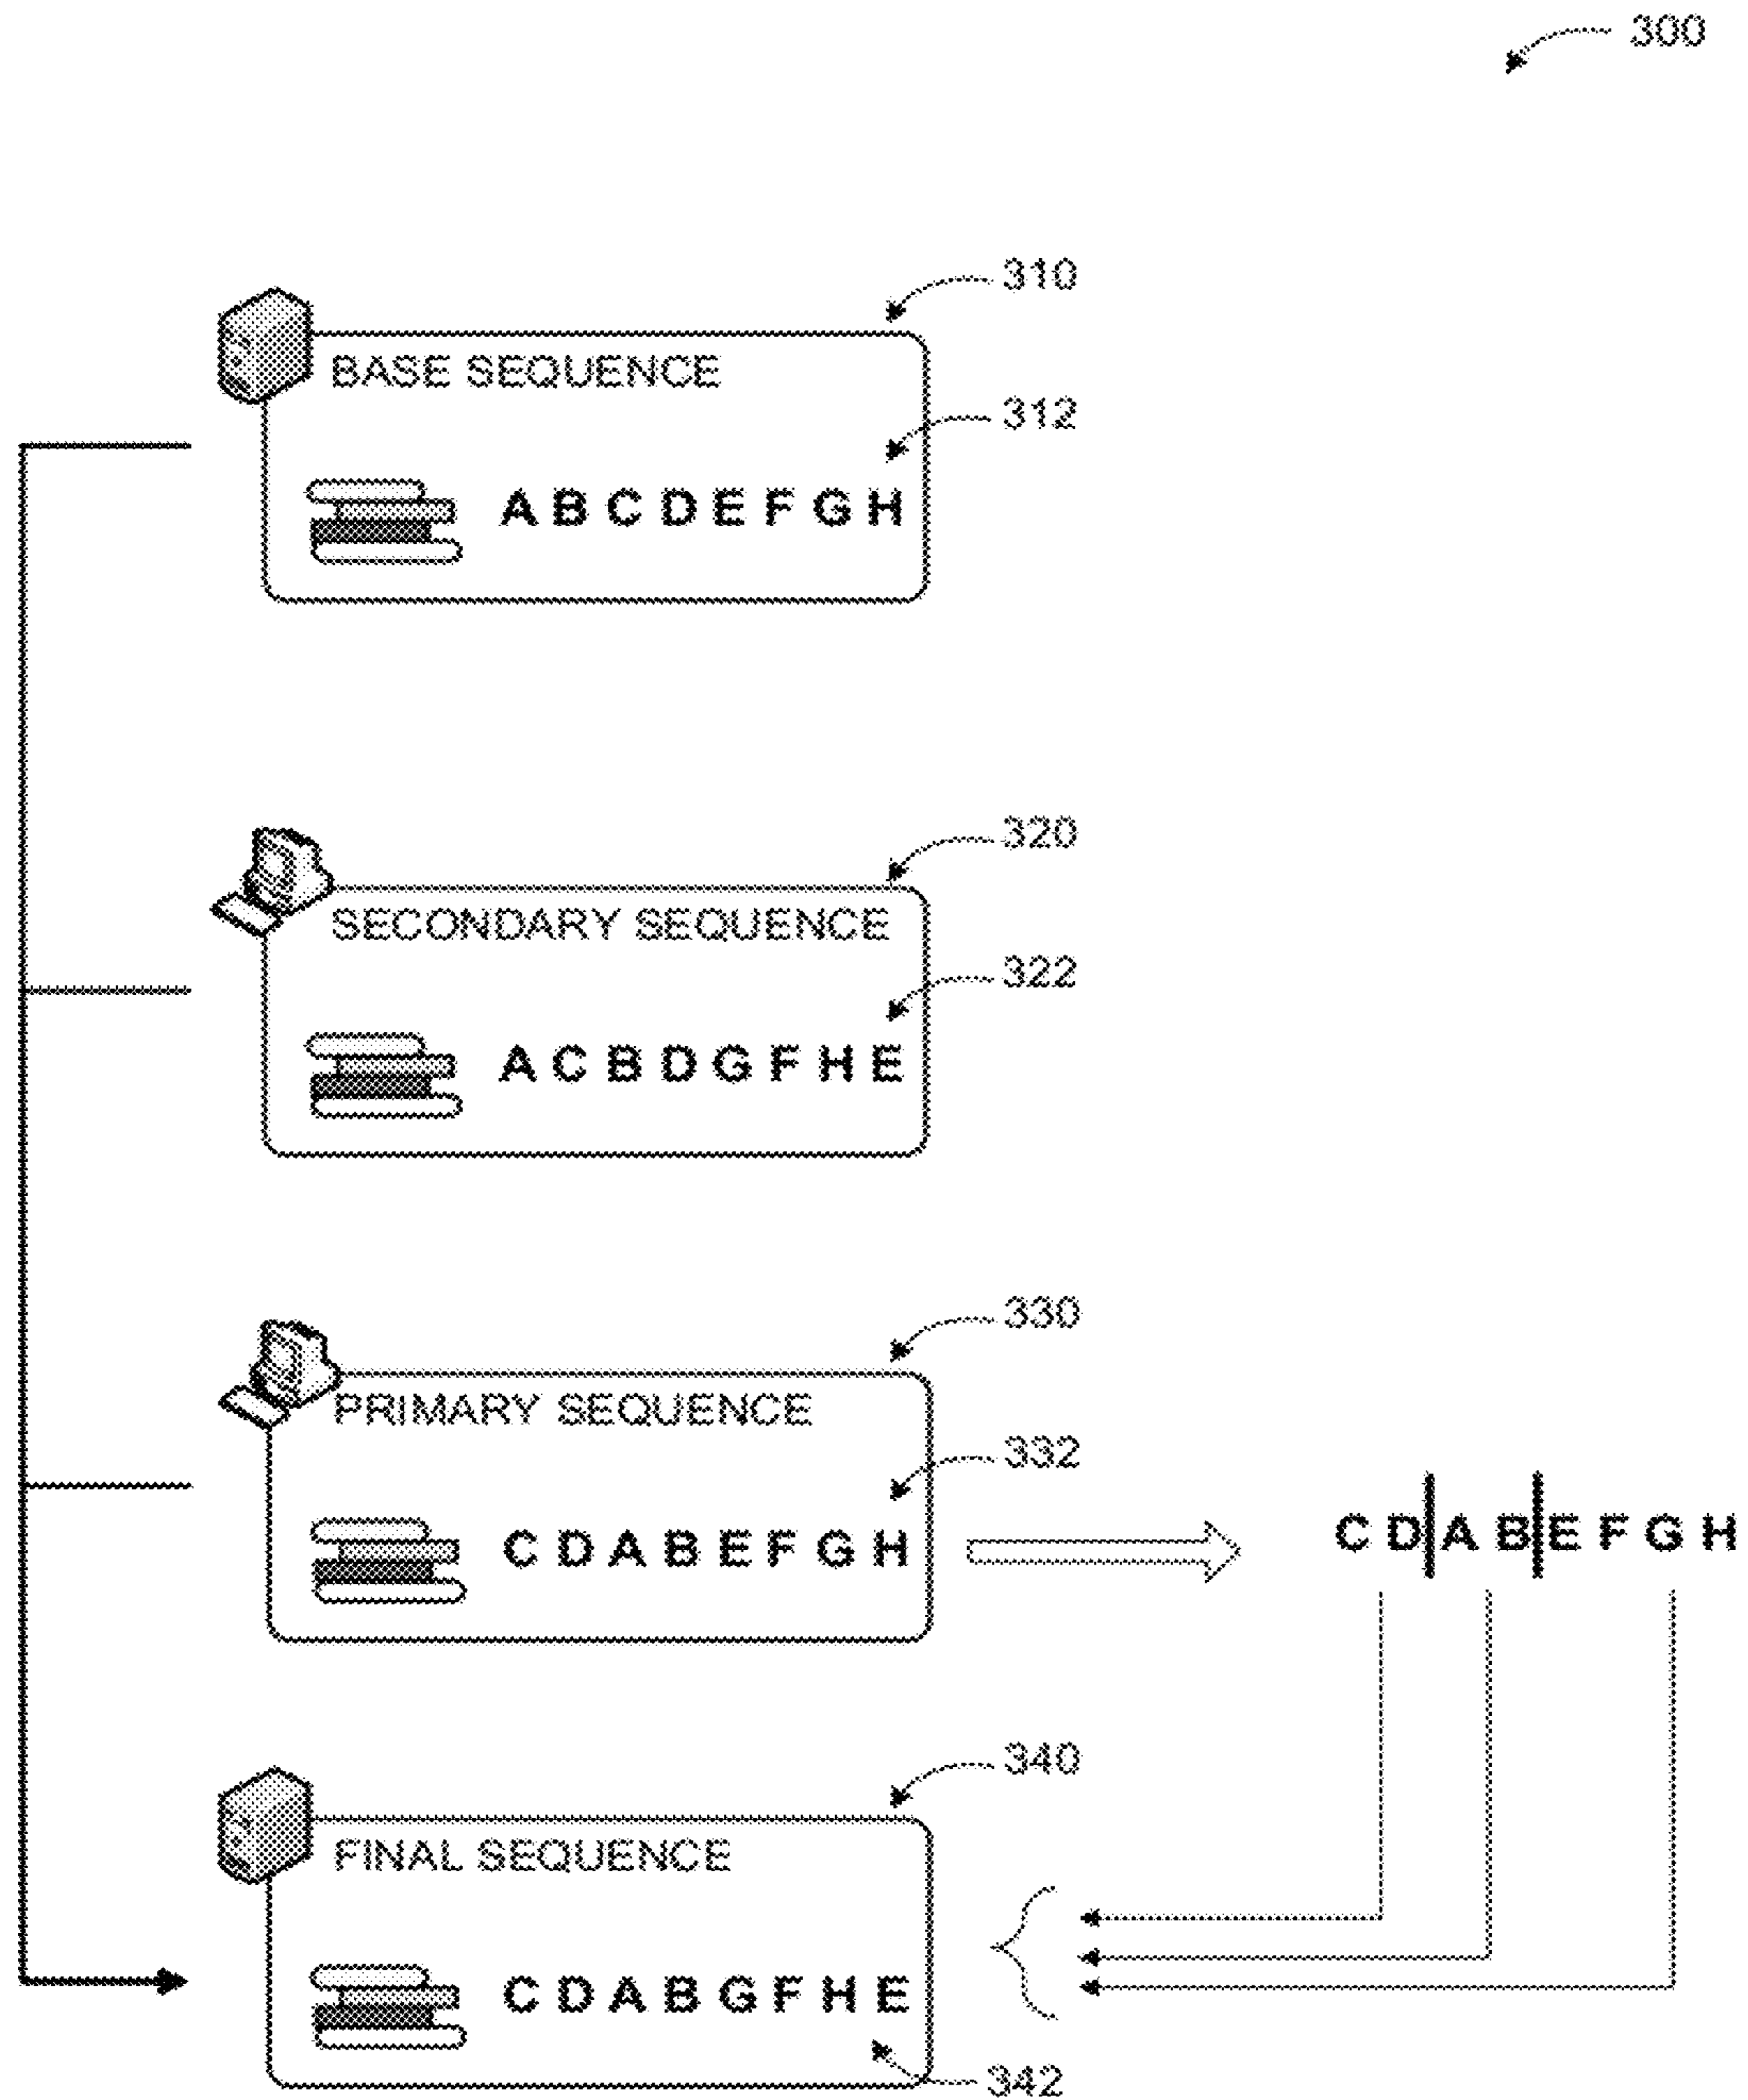 300
310
BASE SEQUENCE
312
A B C D E F G H
320
SECONDARY SEQUENCE
322
A C B D G F H E
330
PRIMARY SEQUENCE
332
C D A B E F G H
C D A B E F G H
340
FINAL SEQUENCE
C D A B G F H E
342